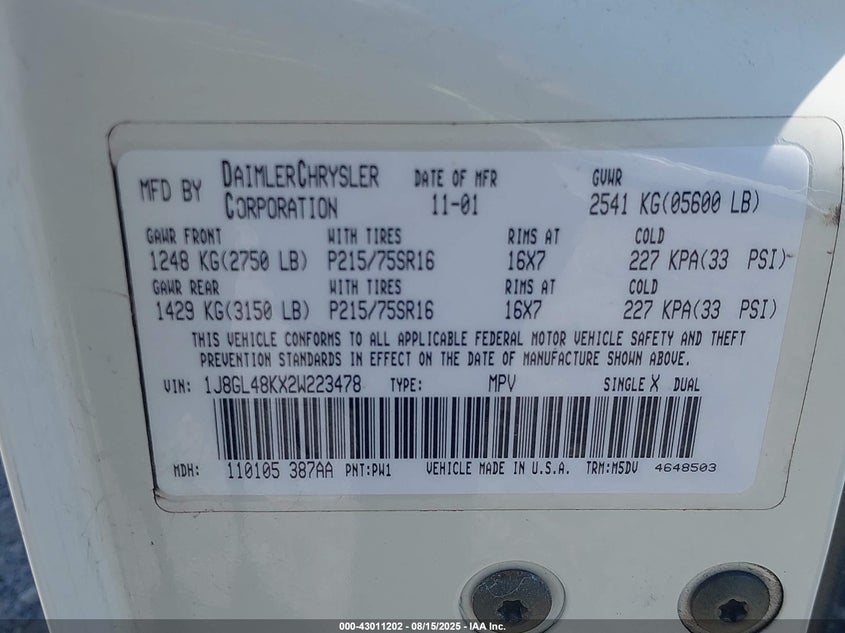 MFD BY DAIMLERCHRYSLER CORPORATION DATE OF MFR 11-01 GVWR 2541 KG(05600 LB)
GAWR FRONT WITH TIRES RIMS AT COLD
1248 KG(2750 LB) P215/75SR16 16X7 227 KPA(33 PSI)
GAWR REAR WITH TIRES RIMS AT COLD
1429 KG(3150 LB) P215/75SR16 16X7 227 KPA(33 PSI)
THIS VEHICLE CONFORMS TO ALL APPLICABLE FEDERAL MOTOR VEHICLE SAFETY AND THEFT
PREVENTION STANDARDS IN EFFECT ON THE DATE OF MANUFACTURE SHOWN ABOVE.
VIN: 1J8GL48KX2W223478 TYPE: MPV SINGLE X DUAL
MDH: 110105 387AA PNT:PW1 VEHICLE MADE IN U.S.A. TRM:M5DV 4648503
000-43011202 - 08/15/2025 - IAA Inc.